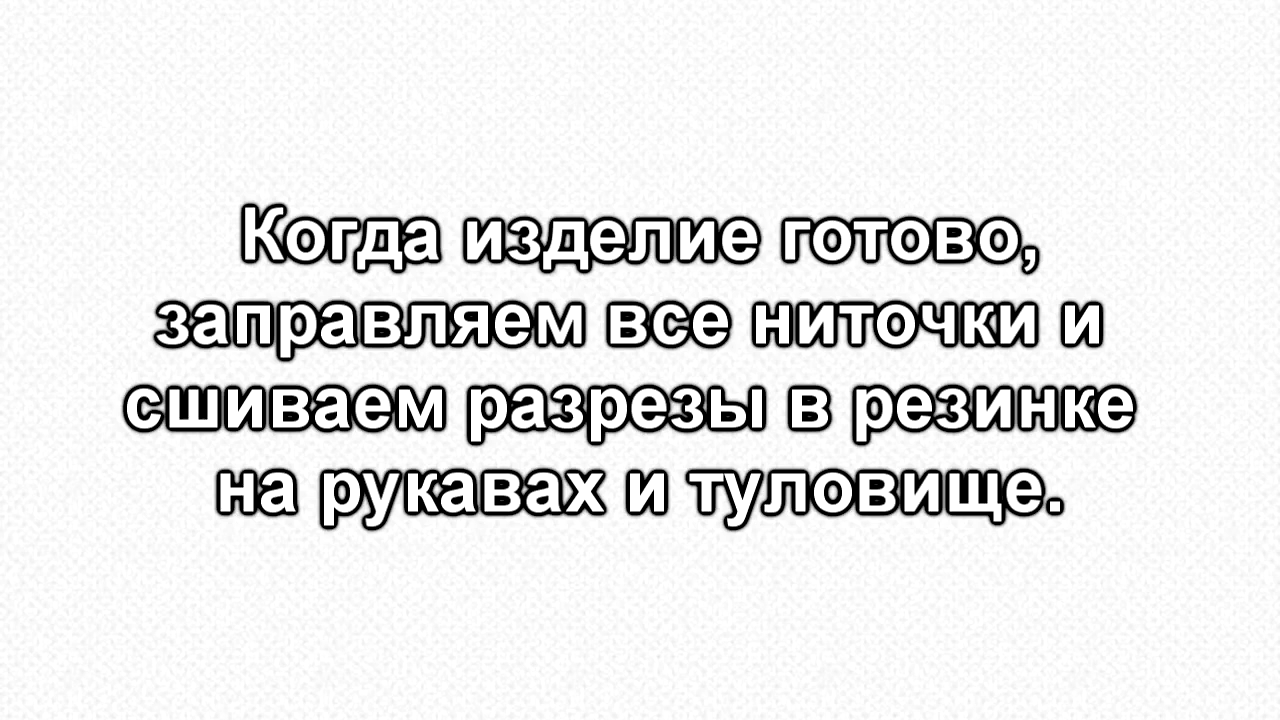 Когда изделие готово,
заправляем все ниточки и
сшиваем разрезы в резинке
на рукавах и туловище.